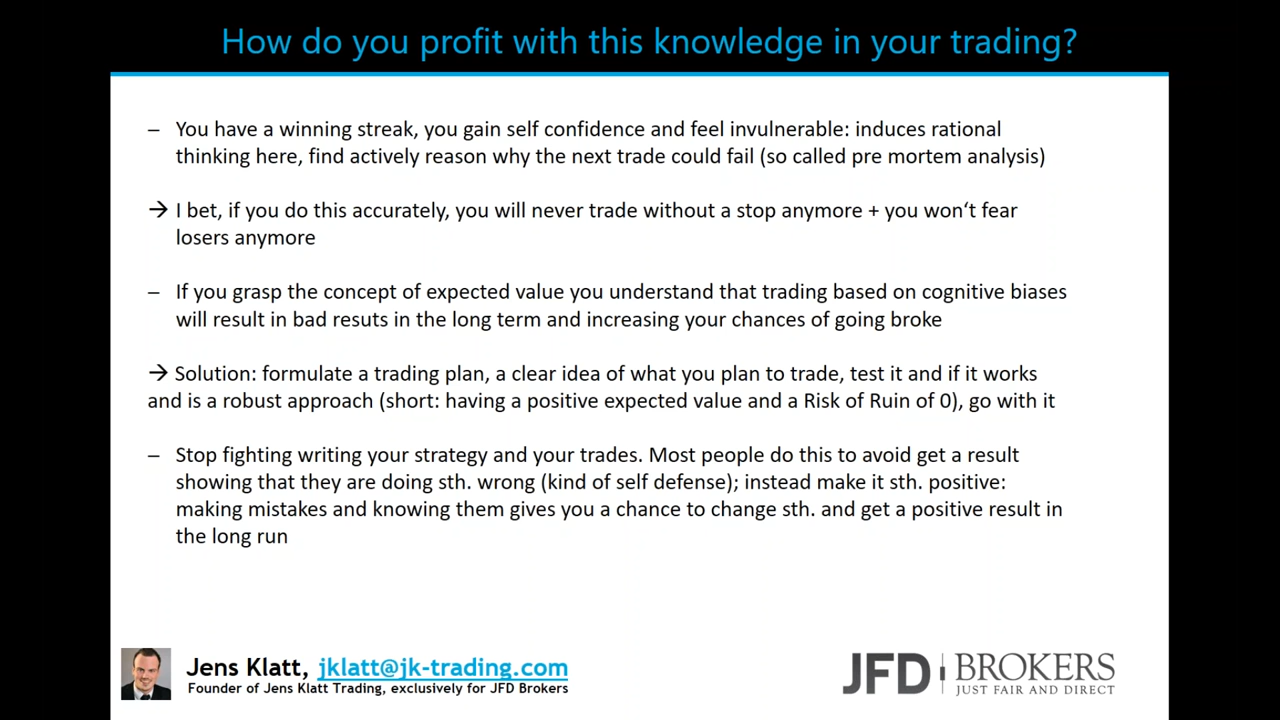 How do you profit with this knowledge in your trading?
– You have a winning streak, you gain self confidence and feel invulnerable: induces rational
thinking here, find actively reason why the next trade could fail (so called pre mortem analysis)
→ I bet, if you do this accurately, you will never trade without a stop anymore + you won‘t fear
losers anymore
– If you grasp the concept of expected value you understand that trading based on cognitive biases
will result in bad resuts in the long term and increasing your chances of going broke
→ Solution: formulate a trading plan, a clear idea of what you plan to trade, test it and if it works
and is a robust approach (short: having a positive expected value and a Risk of Ruin of 0), go with it
– Stop fighting writing your strategy and your trades. Most people do this to avoid get a result
showing that they are doing sth. wrong (kind of self defense); instead make it sth. positive:
making mistakes and knowing them gives you a chance to change sth. and get a positive result in
the long run
Jens Klatt, jklatt@jk-trading.com
Founder of Jens Klatt Trading, exclusively for JFD Brokers
JFD BROKERS
JUST FAIR AND DIRECT